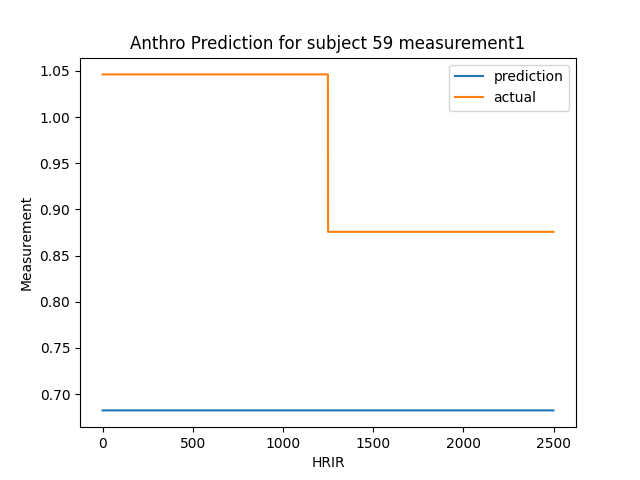 Anthro Prediction for subject 59 measurement1
prediction
actual
1.05
1.00
0.95
0.90
0.85
0.80
0.75
0.70
Measurement
0
500
1000
1500
2000
2500
HRIR